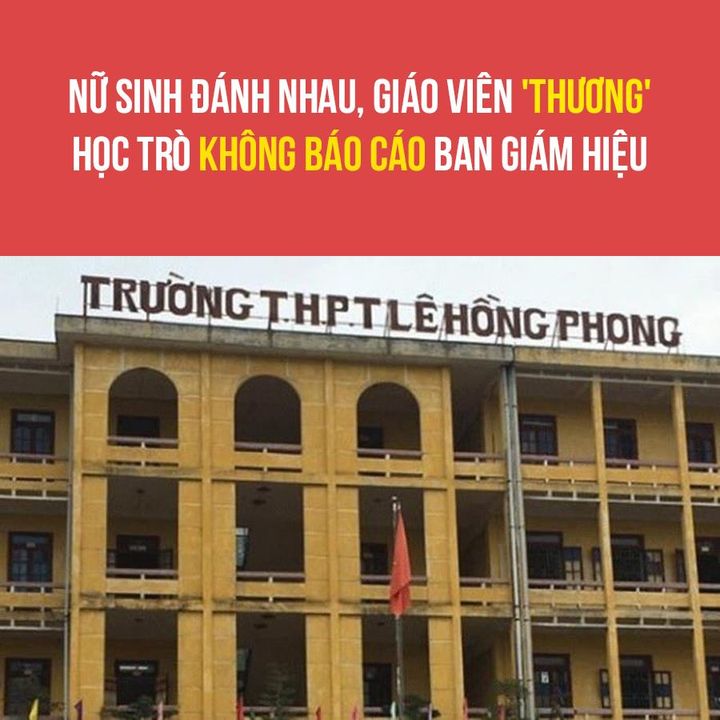 NỮ SINH ĐÁNH NHAU, GIÁO VIÊN 'THƯƠNG'
HỌC TRÒ KHÔNG BÁO CÁO BAN GIÁM HIỆU
TRƯỜNG T.H.P.T LÊ HỒNG PHONG